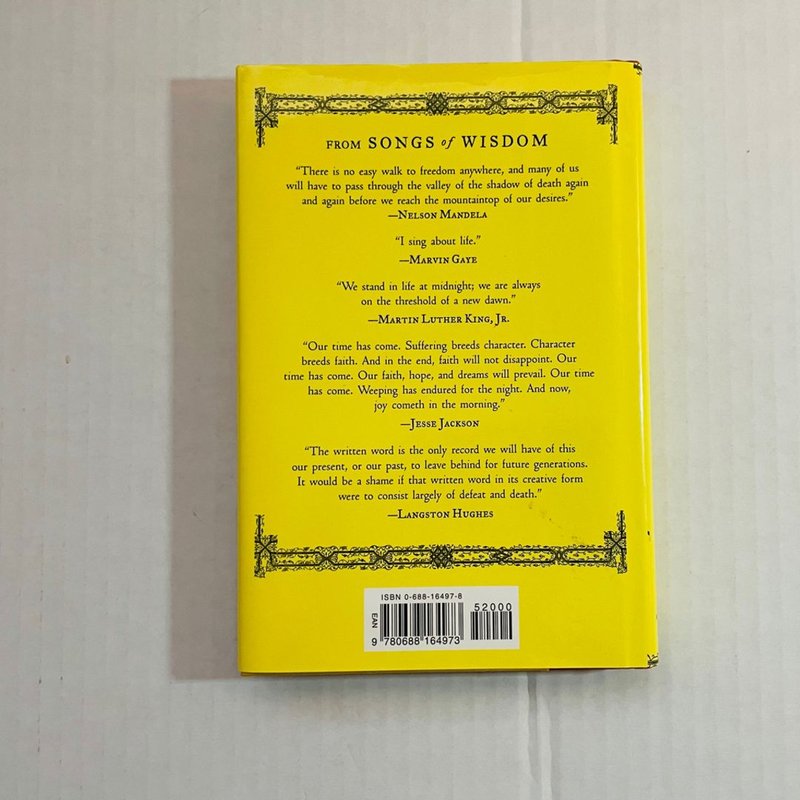 FROM SONGS of WISDOM
“There is no easy walk to freedom anywhere, and many of us
will have to pass through the valley of the shadow of death again
and again before we reach the mountaintop of our desires.”
—NELSON MANDELA
“I sing about life.”
—MARVIN GAYE
“We stand in life at midnight; we are always
on the threshold of a new dawn.”
—MARTIN LUTHER KING, JR.
“Our time has come. Suffering breeds character. Character
breeds faith. And in the end, faith will not disappoint. Our
time has come. Our faith, hope, and dreams will prevail. Our time
has come. Weeping has endured for the night. And now,
joy cometh in the morning.”
—JESSE JACKSON
“The written word is the only record we will have of this
our present, or our past, to leave behind for future generations.
It would be a shame if that written word in its creative form
were to consist largely of defeat and death.”
—LANGSTON HUGHES
ISBN 0-688-16497-8
52000
EAN
9 780688 164973